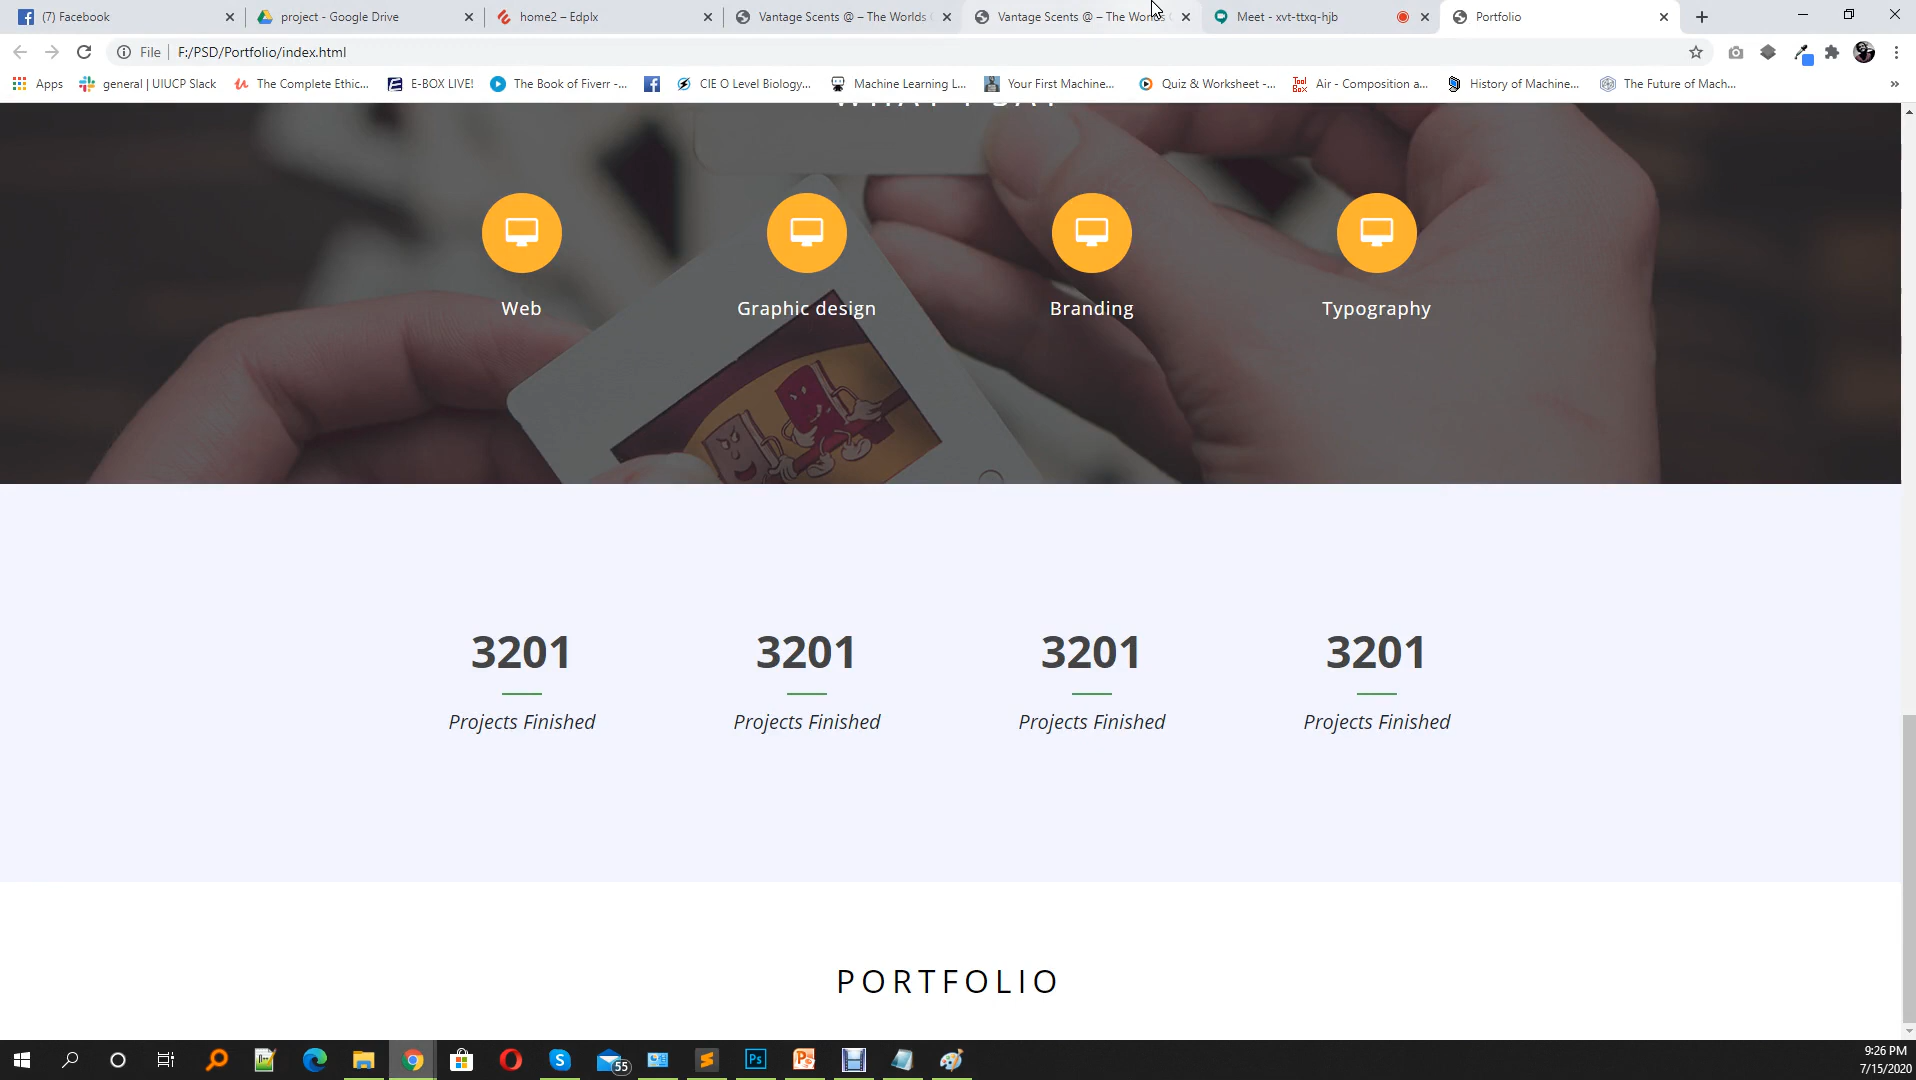 (7) Facebook
project - Google Drive
home2 – Edplx
Vantage Scents @ – The Worlds
Vantage Scents @ – The Worlds
Meet - xvt-ttxq-hjb
Portfolio
File
F:/PSD/Portfolio/index.html
Apps
general | UIUCP Slack
The Complete Ethic...
E-BOX LIVE!
The Book of Fiverr -...
CIE O Level Biology...
Machine Learning L...
Your First Machine...
Quiz & Worksheet -...
Tool Box
Air - Composition a...
History of Machine...
The Future of Mach...
Web
Graphic design
Branding
Typography
3201
3201
3201
3201
Projects Finished
Projects Finished
Projects Finished
Projects Finished
PORTFOLIO
55
9:26 PM
7/15/2020